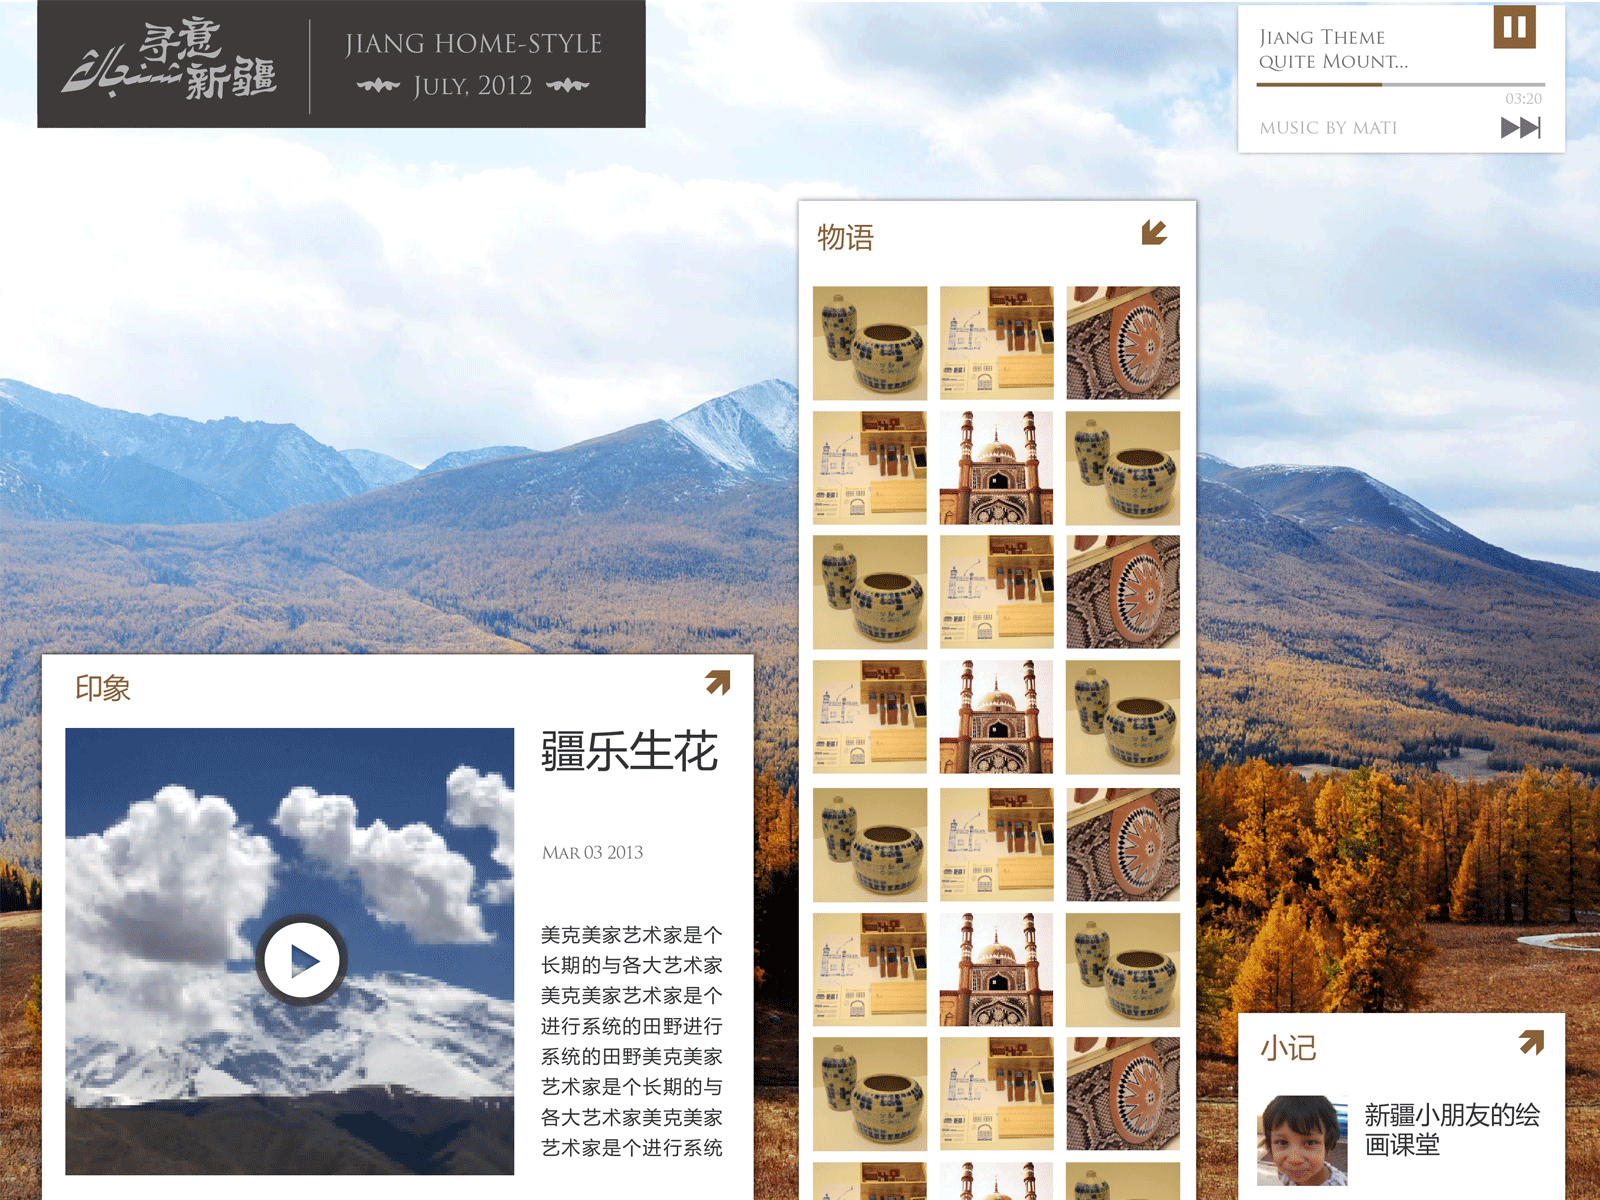 寻意
新疆
شىنجاڭ
JIANG HOME-STYLE
JULY, 2012
JIANG THEME
QUITE MOUNT...
03:20
MUSIC BY MATI
物语
印象
疆乐生花
MAR 03 2013
美克美家艺术家是个
长期的与各大艺术家
美克美家艺术家是个
进行系统的田野进行
系统的田野美克美家
艺术家是个长期的与
各大艺术家美克美家
艺术家是个进行系统
小记
新疆小朋友的绘
画课堂